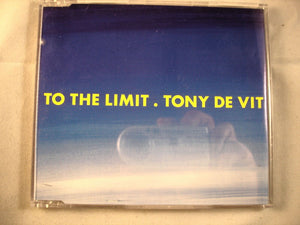 TO THE LIMIT . TONY DE VIT